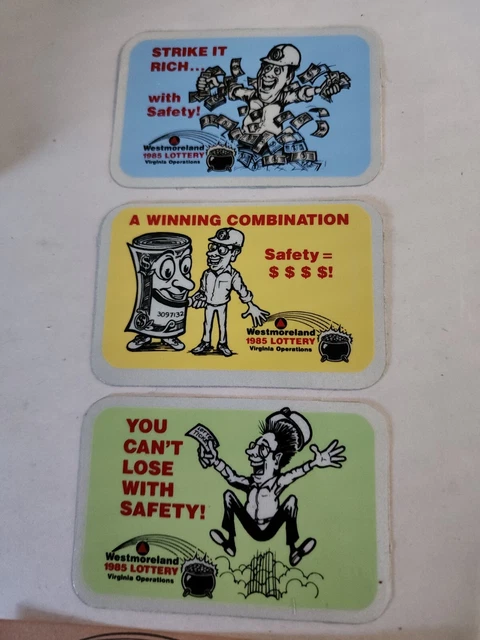 STRIKE IT
RICH...
with
Safety!
Westmoreland
1985 LOTTERY
Virginia Operations
A WINNING COMBINATION
Safety =
$ $ $ $!
3097132
Westmoreland
1985 LOTTERY
Virginia Operations
YOU
CAN'T
LOSE
WITH
SAFETY!
Westmoreland
1985 LOTTERY
Virginia Operations